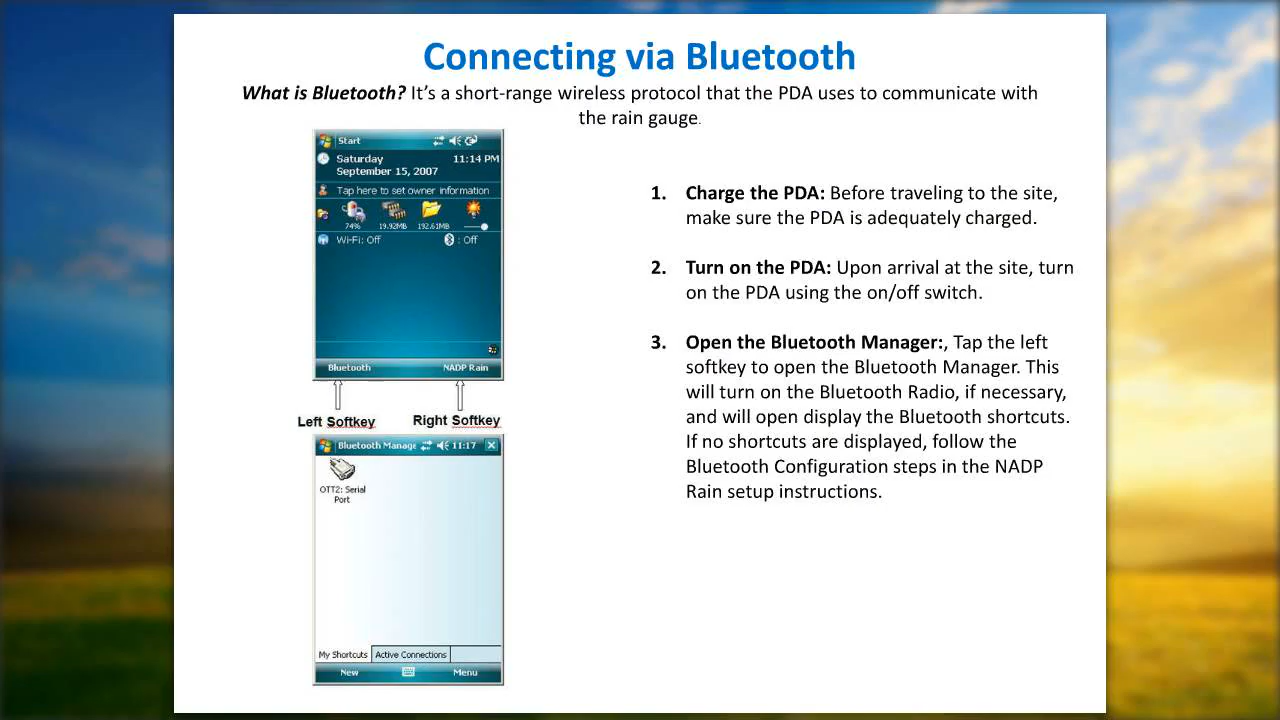 Connecting via Bluetooth
What is Bluetooth? It’s a short-range wireless protocol that the PDA uses to communicate with
the rain gauge.
Start
Saturday 11:14 PM
September 15, 2007
Tap here to set owner information
74% 19.92MB 192.61MB
Wi-Fi: Off : Off
Bluetooth NADP Rain
Left Softkey Right Softkey
Bluetooth Manage 11:17
OTT2: Serial
Port
My Shortcuts Active Connections
New Menu
1. Charge the PDA: Before traveling to the site,
make sure the PDA is adequately charged.
2. Turn on the PDA: Upon arrival at the site, turn
on the PDA using the on/off switch.
3. Open the Bluetooth Manager:, Tap the left
softkey to open the Bluetooth Manager. This
will turn on the Bluetooth Radio, if necessary,
and will open display the Bluetooth shortcuts.
If no shortcuts are displayed, follow the
Bluetooth Configuration steps in the NADP
Rain setup instructions.